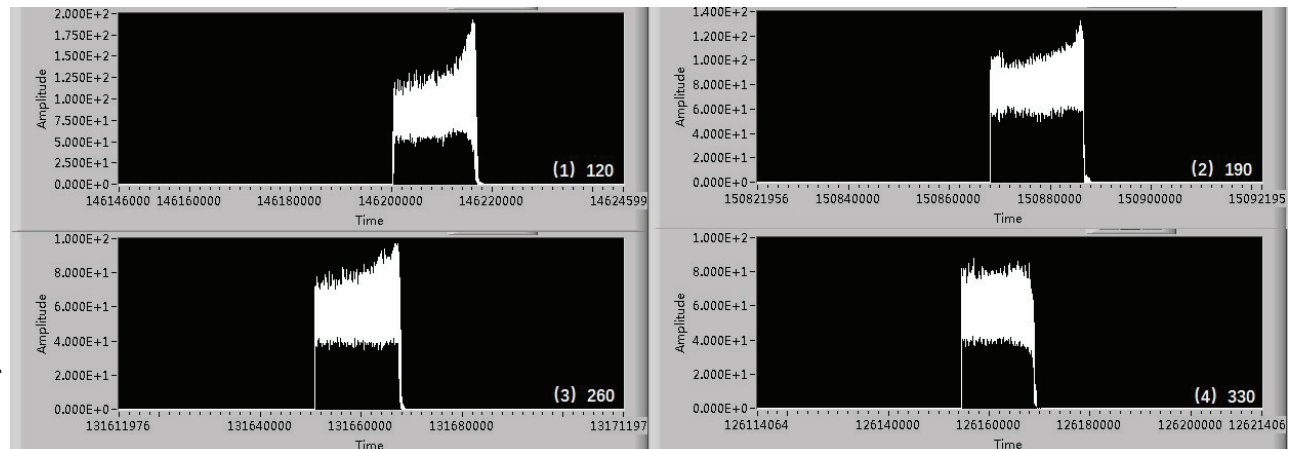 2.000E+2
1.750E+2
1.500E+2
1.250E+2
1.000E+2
7.500E+1
5.000E+1
2.500E+1
0.000E+0
Amplitude
(1) 120
146146000 146160000 146180000 146200000 146220000 14624599
Time
1.400E+2
1.200E+2
1.000E+2
8.000E+1
6.000E+1
4.000E+1
2.000E+1
0.000E+0
Amplitude
(2) 190
150821956 150840000 150860000 150880000 150900000 15092195
Time
1.000E+2
8.000E+1
6.000E+1
4.000E+1
2.000E+1
0.000E+0
Amplitude
(3) 260
131611976 131640000 131660000 131680000 13171197
Time
1.000E+2
8.000E+1
6.000E+1
4.000E+1
2.000E+1
0.000E+0
Amplitude
(4) 330
126114064 126140000 126160000 126180000 126200000 12621406
Time